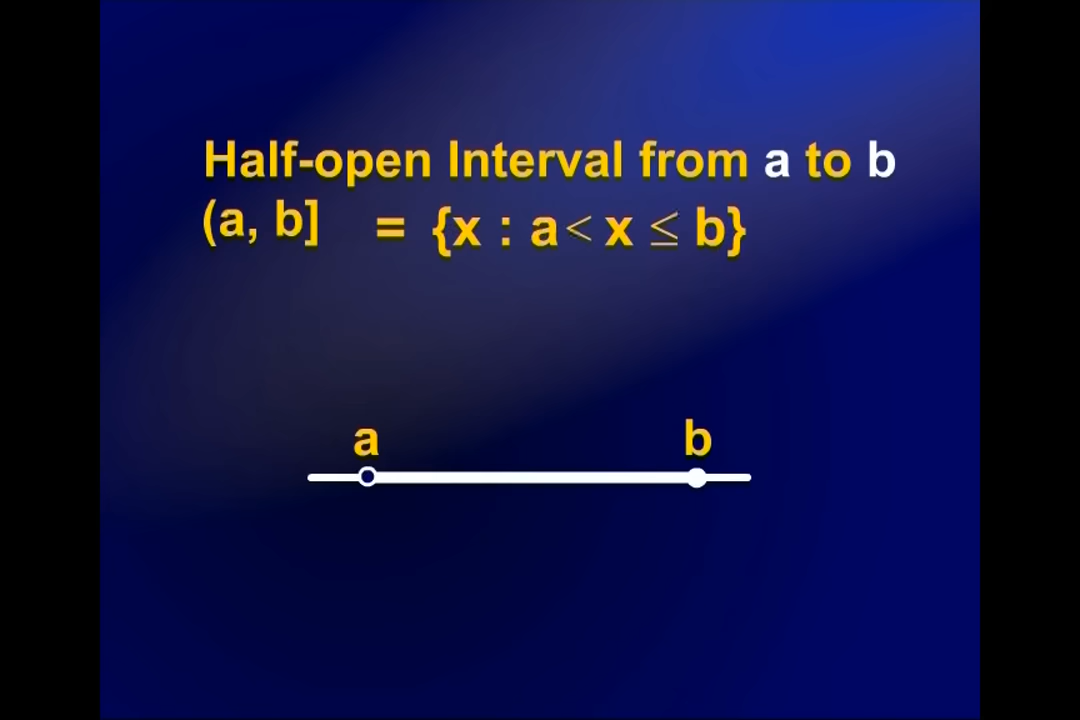 Half-open Interval from a to b
(a, b] = {x : a < x ≤ b}
a b